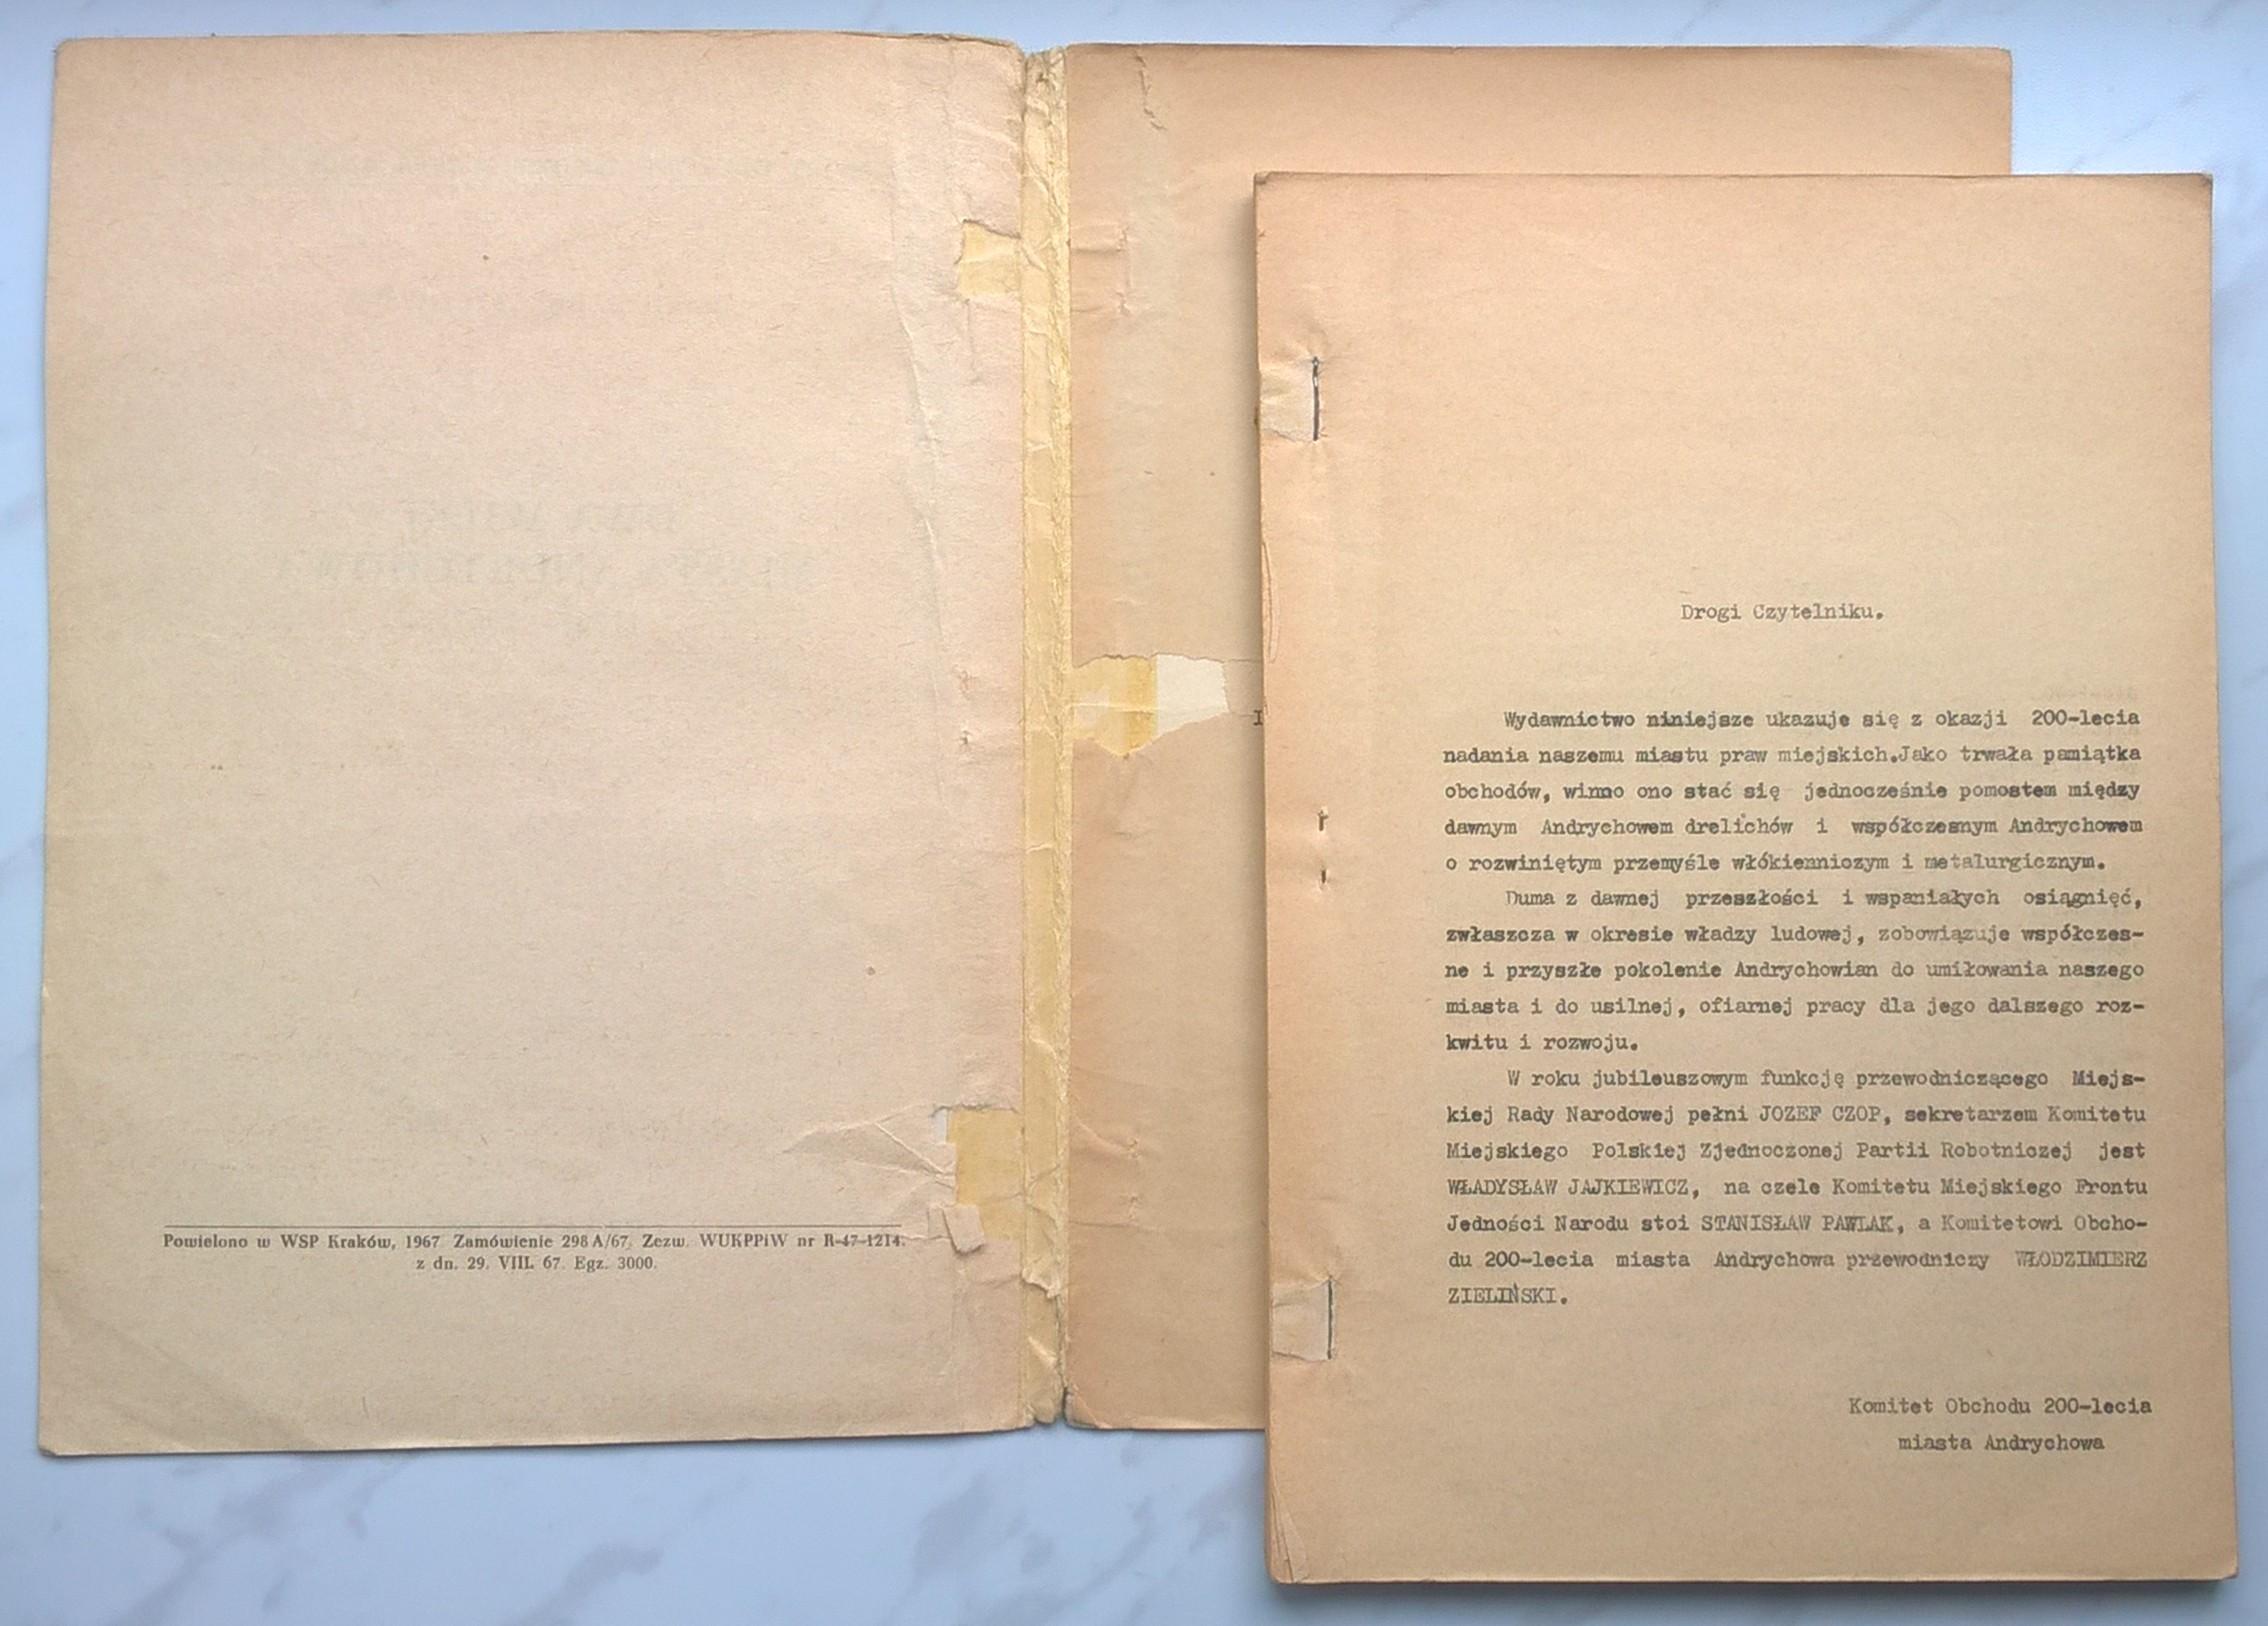 Powielono w WSP Kraków, 1967. Zamówienie 298 A/67. Zezw. WUKPPiW nr R-47-1214.
z dn. 29. VIII. 67. Egz. 3000.
Drogi Czytelniku.
Wydawnictwo niniejsze ukazuje się z okazji 200-lecia
nadania naszemu miastu praw miejskich.Jako trwała pamiątka
obchodów, winno ono stać się jednocześnie pomostem między
dawnym Andrychowem drelichów i współczesnym Andrychowem
o rozwiniętym przemyśle włókienniczym i metalurgicznym.
Duma z dawnej przeszłości i wspaniałych osiągnięć,
zwłaszcza w okresie władzy ludowej, zobowiązuje współczes-
ne i przyszłe pokolenie Andrychowian do umiłowania naszego
miasta i do usilnej, ofiarnej pracy dla jego dalszego roz-
kwitu i rozwoju.
W roku jubileuszowym funkcję przewodniczącego Miejs-
kiej Rady Narodowej pełni JOZEF CZOP, sekretarzem Komitetu
Miejskiego Polskiej Zjednoczonej Partii Robotniczej jest
WŁADYSŁAW JAJKIEWICZ, na czele Komitetu Miejskiego Frontu
Jedności Narodu stoi STANISŁAW PAWLAK, a Komitetowi Obcho-
du 200-lecia miasta Andrychowa przewodniczy WŁODZIMIERZ
ZIELIŃSKI.
Komitet Obchodu 200-lecia
miasta Andrychowa